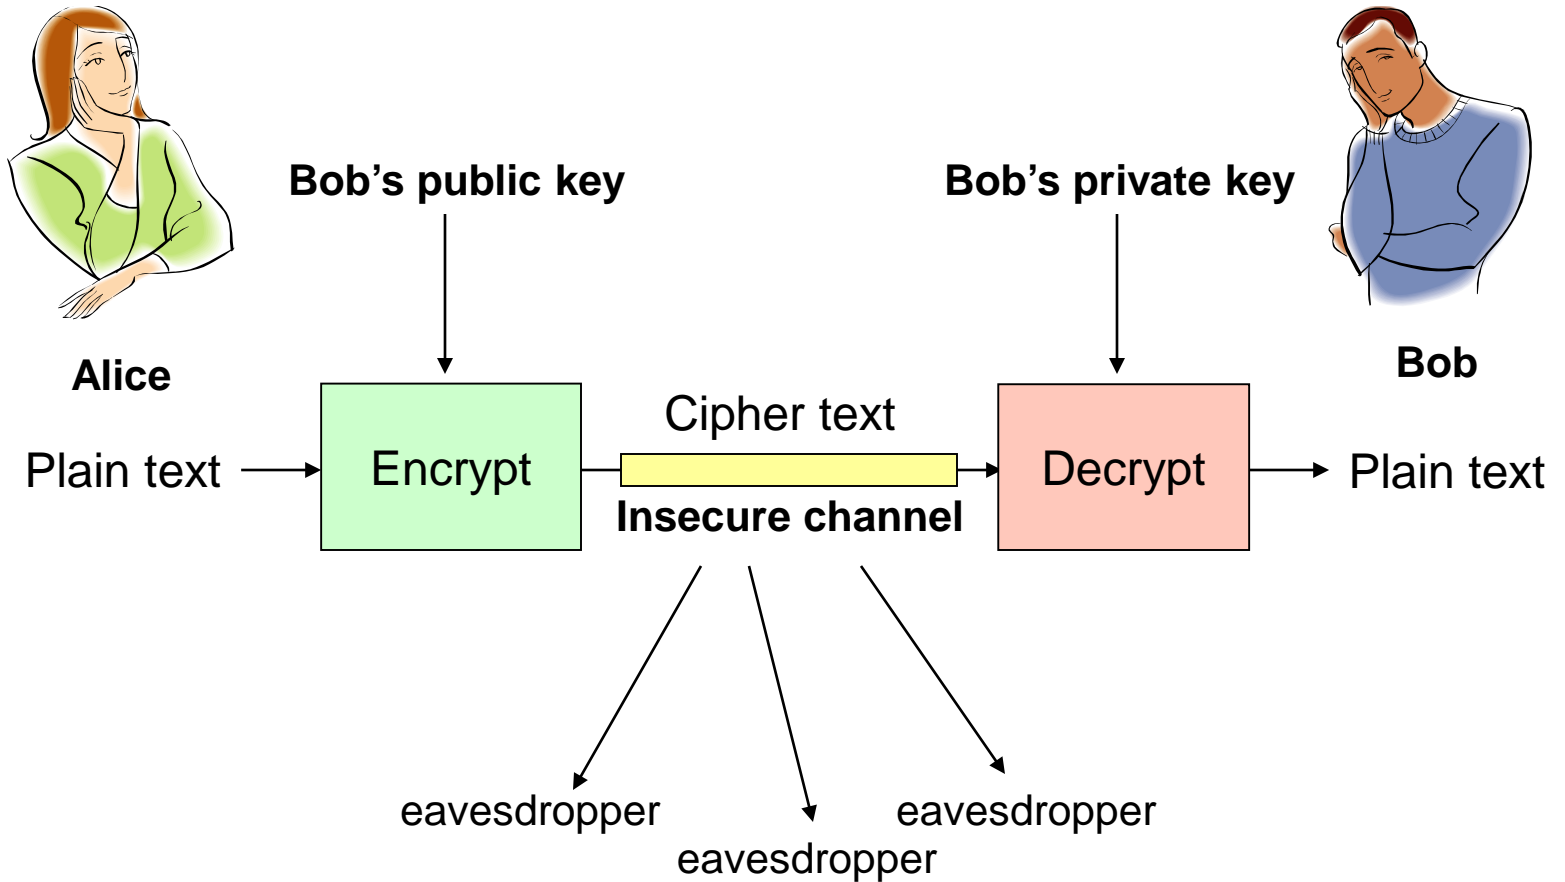 Bob’s public key
Bob’s private key
Alice
Bob
Plain text
Encrypt
Cipher text
Insecure channel
Decrypt
Plain text
eavesdropper
eavesdropper
eavesdropper